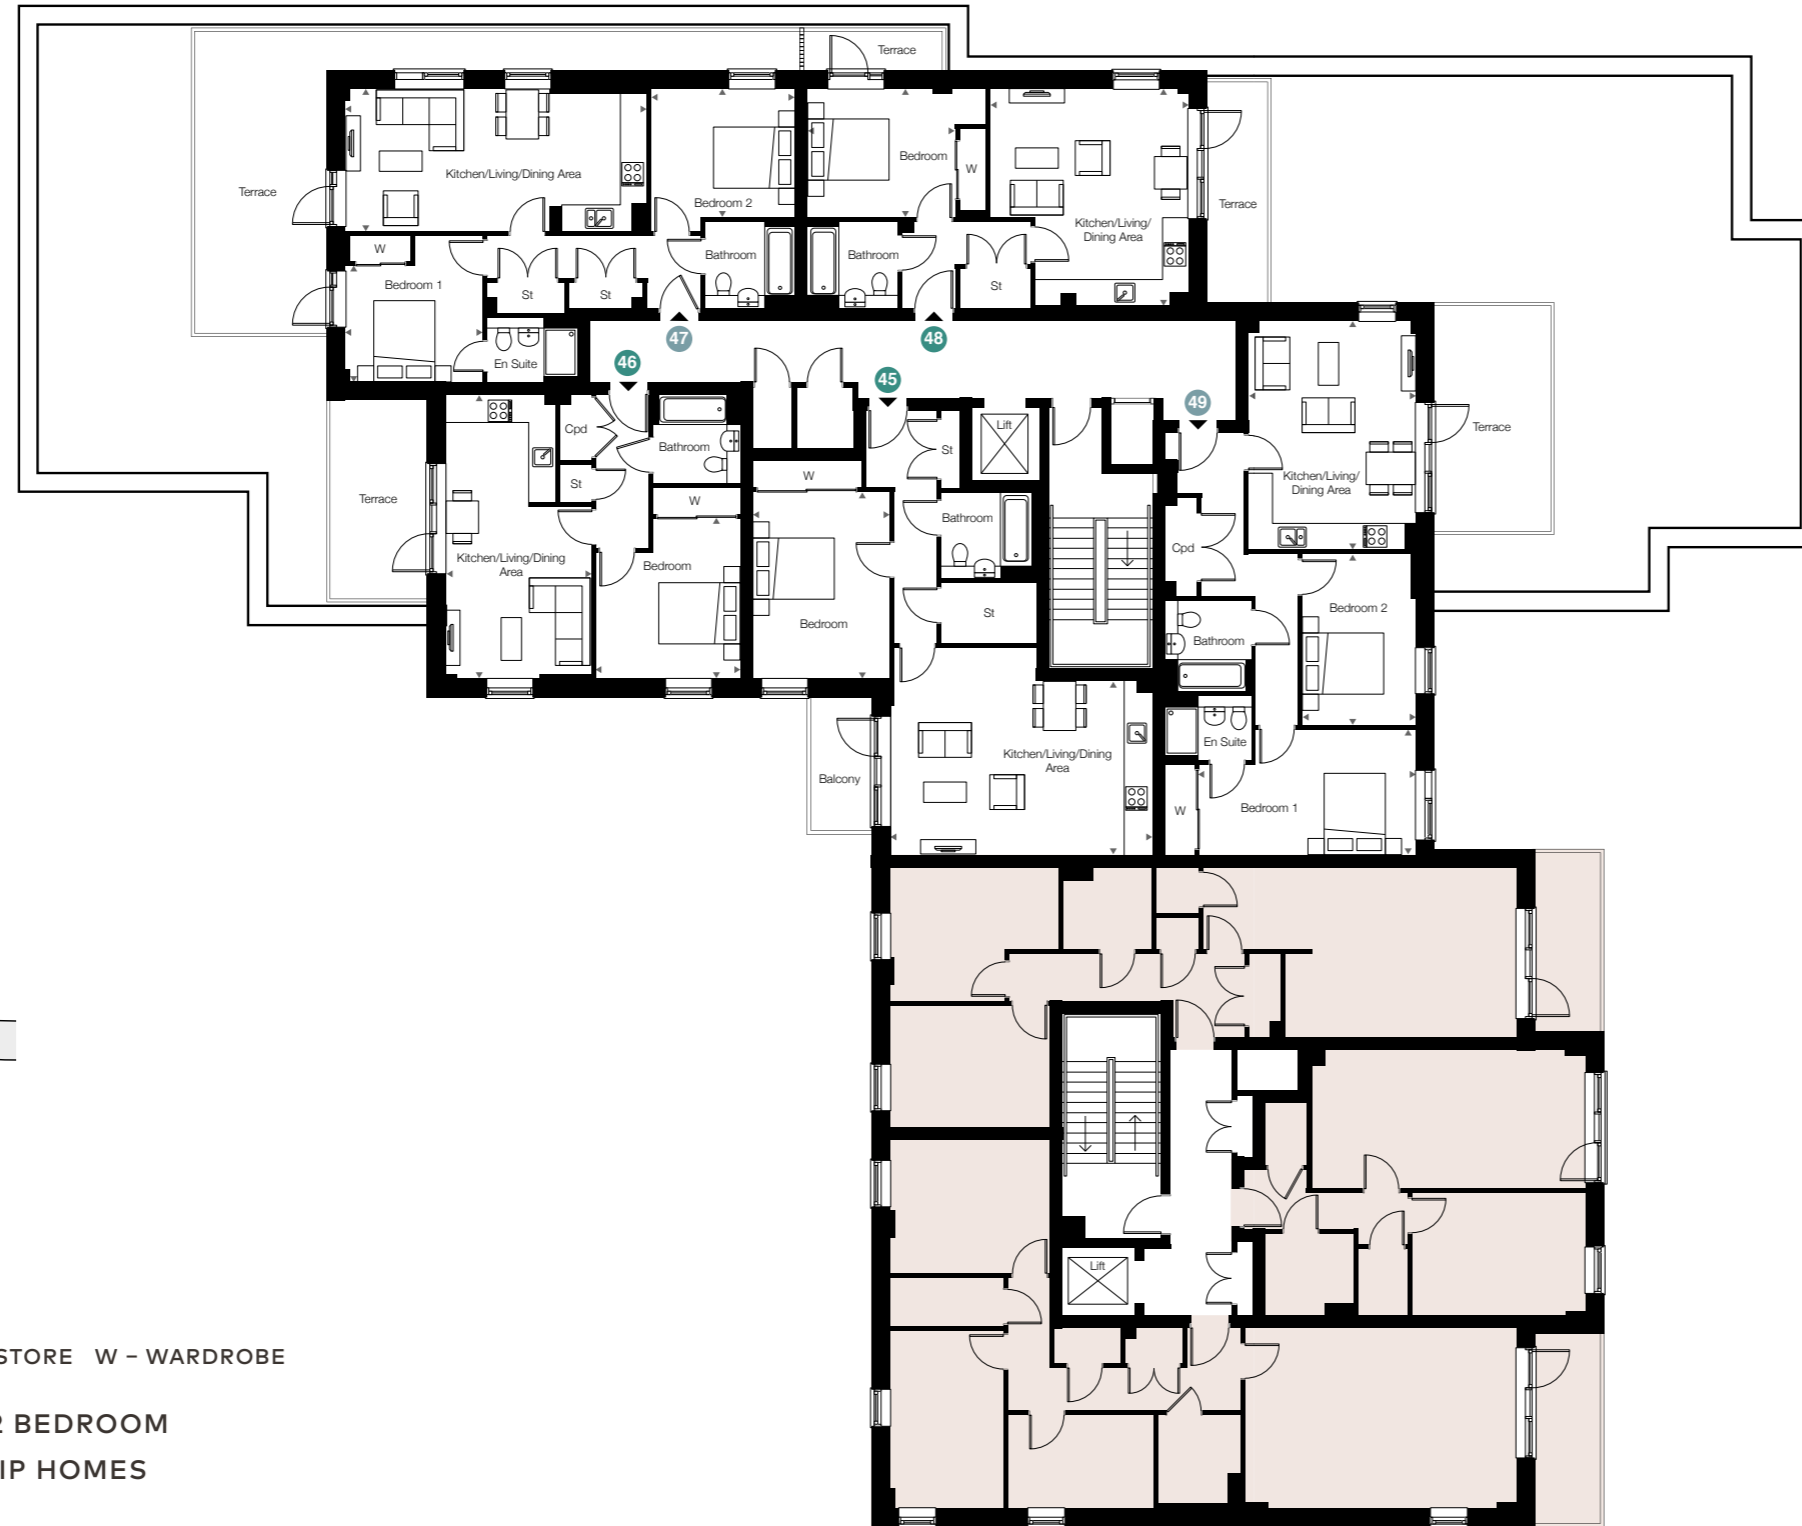 Terrace
Terrace
Kitchen/Living/Dining Area
Bedroom 2
Bedroom
W
Kitchen/Living/
Dining Area
Terrace
W
Bedroom 1
St
St
Bathroom
Bathroom
St
En Suite
47
48
46
45
49
Cpd
St
Bathroom
W
W
St
Lift
Kitchen/Living/
Dining Area
Terrace
Terrace
Kitchen/Living/Dining
Area
Bedroom
Bathroom
Cpd
Bedroom
St
Bedroom 2
Bathroom
Balcony
Kitchen/Living/Dining
Area
En Suite
W
Bedroom 1
Lift
STORE W – WARDROBE
2 BEDROOM
IP HOMES